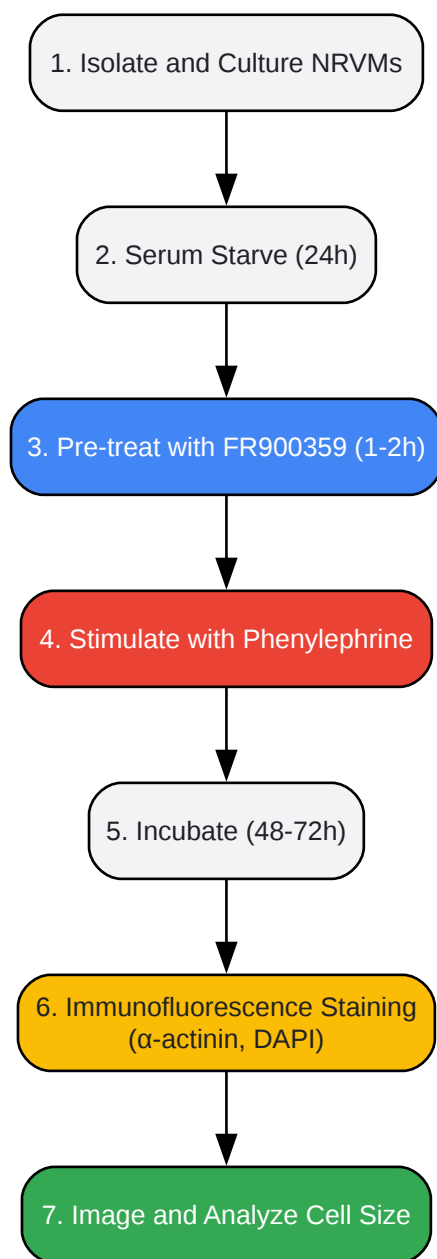 1. Isolate and Culture NRVMs
2. Serum Starve (24h)
3. Pre-treat with FR900359 (1-2h)
4. Stimulate with Phenylephrine
5. Incubate (48-72h)
6. Immunofluorescence Staining
(α-actinin, DAPI)
7. Image and Analyze Cell Size